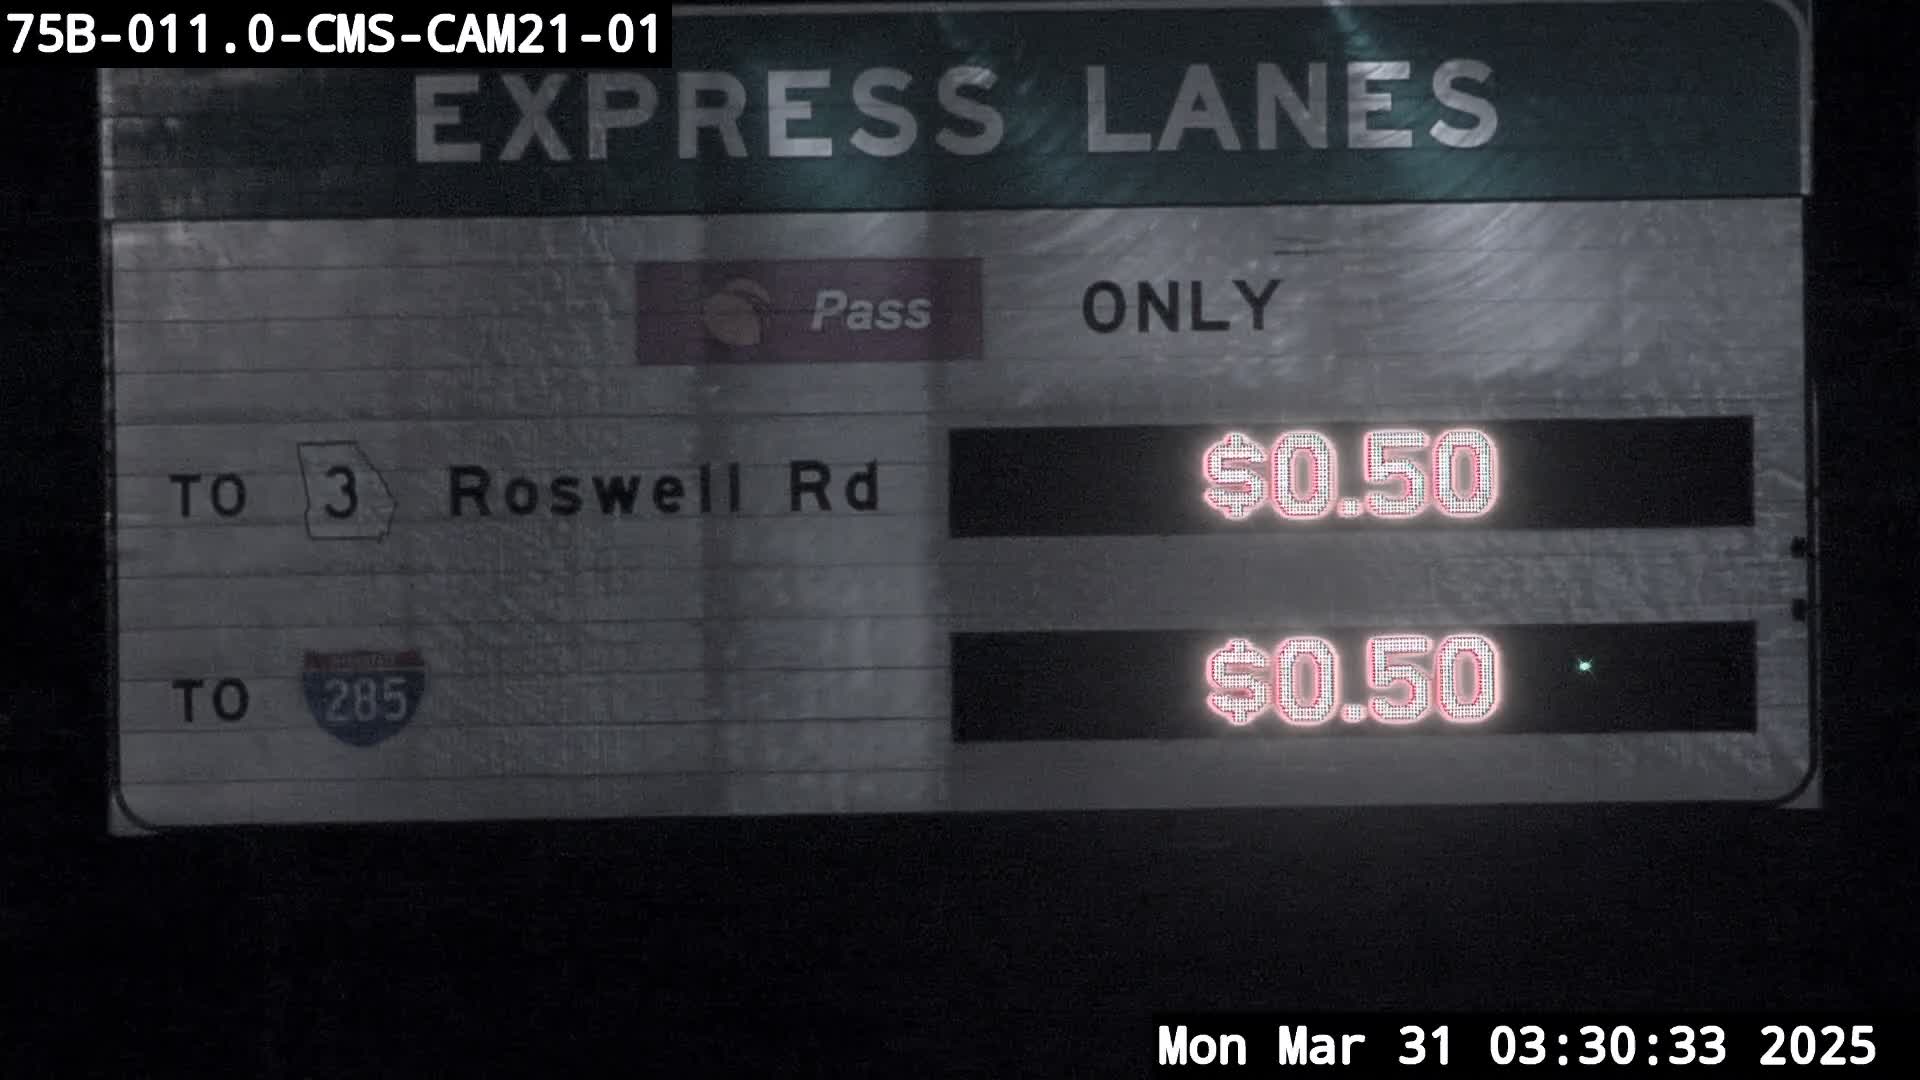 75B-011.0-CMS-CAM21-01
EXPRESS LANES
Pass ONLY
TO 3 Roswell Rd $0.50
TO 285 $0.50
Mon Mar 31 03:30:33 2025